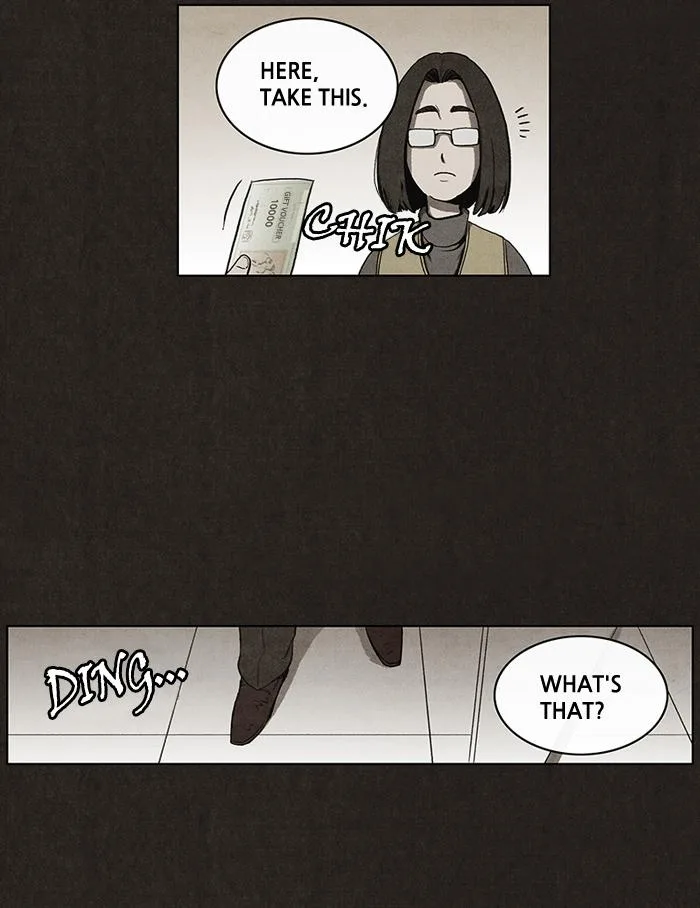 HERE,
TAKE THIS.
GIFT VOUCHER
10000
CHIK
DING...
WHAT'S
THAT?